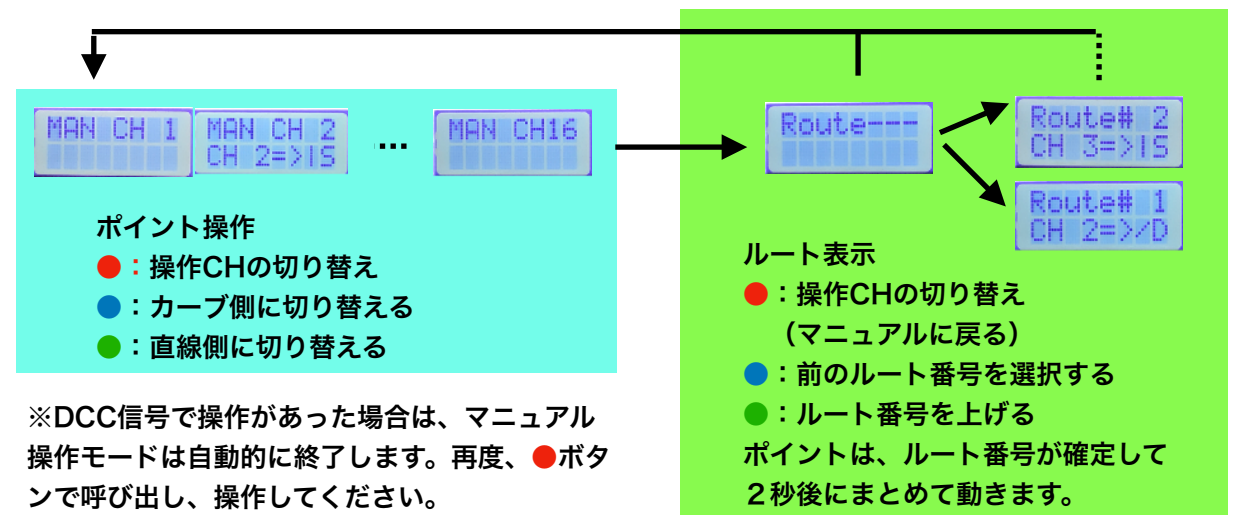 MAN CH 1
MAN CH 2
CH 2=>|S
...
MAN CH16
Route---
Route# 2
CH 3=>|S
Route# 1
CH 2=>/D
ポイント操作
●：操作CHの切り替え
●：カーブ側に切り替える
●：直線側に切り替える
※DCC信号で操作があった場合は、マニュアル
操作モードは自動的に終了します。再度、●ボタ
ンで呼び出し、操作してください。
ルート表示
●：操作CHの切り替え
（マニュアルに戻る）
●：前のルート番号を選択する
●：ルート番号を上げる
ポイントは、ルート番号が確定して
２秒後にまとめて動きます。